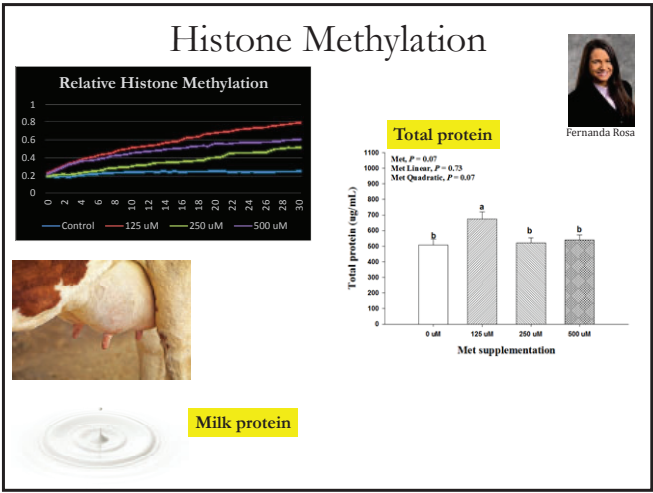 Histone Methylation
Relative Histone Methylation
1
0.8
0.6
0.4
0.2
0
0 2 4 6 8 10 12 14 16 18 20 22 24 26 28 30
Control 125 uM 250 uM 500 uM
Fernanda Rosa
Total protein
Met, P = 0.07
Met Linear, P = 0.73
Met Quadratic, P = 0.07
Total protein (ug/mL)
1100
1000
900
800
700
600
500
400
300
200
100
0
b a b b
0 uM 125 uM 250 uM 500 uM
Met supplementation
Milk protein